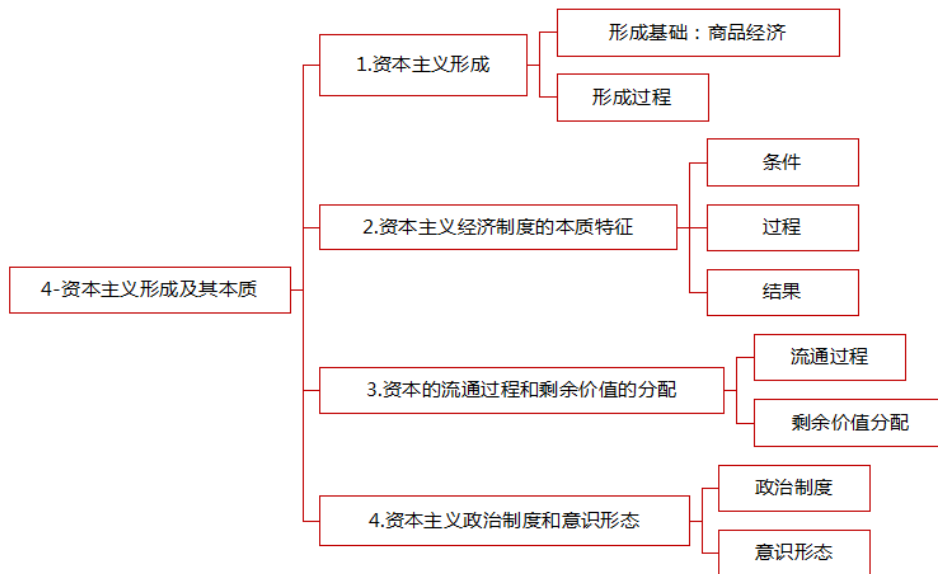 4-资本主义形成及其本质
1.资本主义形成
形成基础：商品经济
形成过程
2.资本主义经济制度的本质特征
条件
过程
结果
3.资本的流通过程和剩余价值的分配
流通过程
剩余价值分配
4.资本主义政治制度和意识形态
政治制度
意识形态